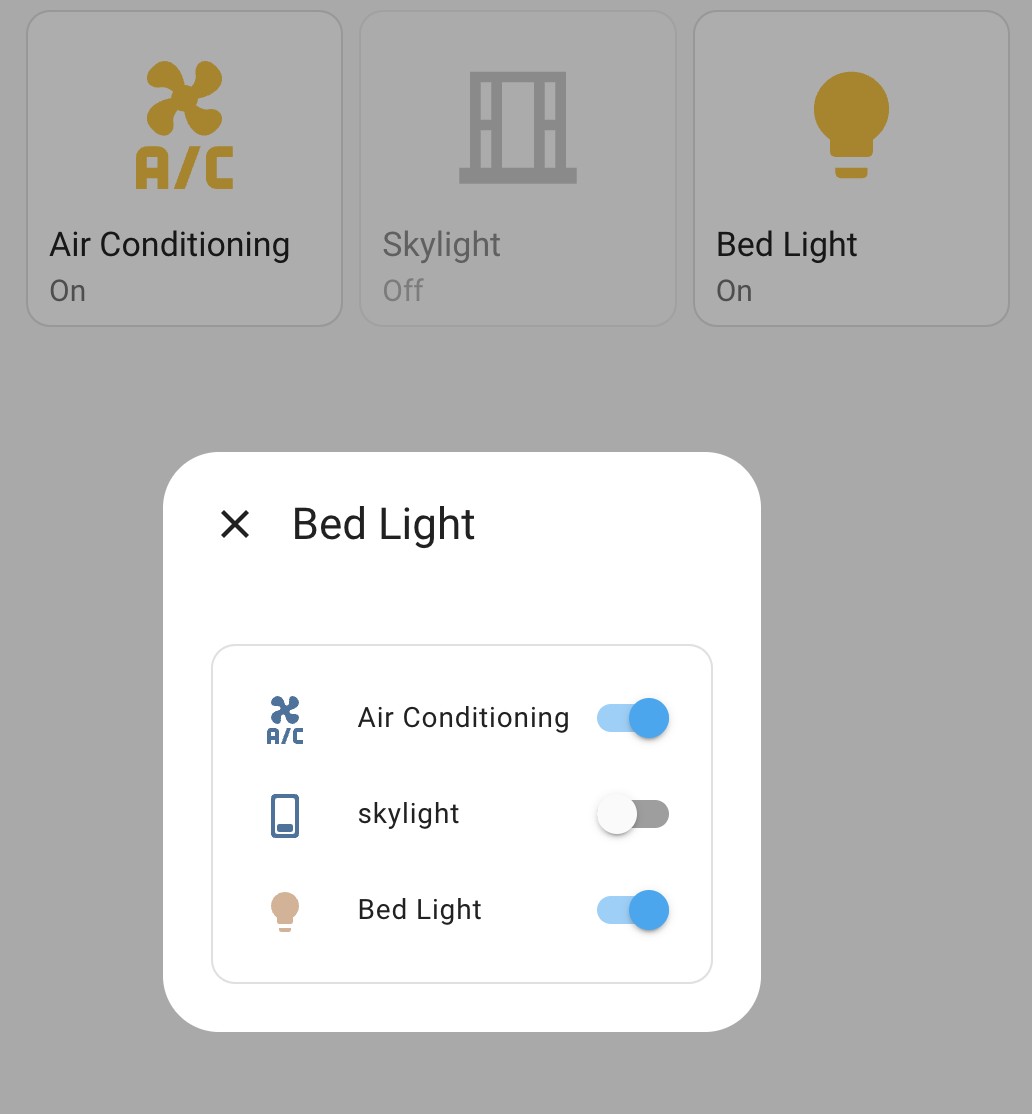 A/C
Air Conditioning
On
Skylight
Off
Bed Light
On
Bed Light
A/C
Air Conditioning
skylight
Bed Light